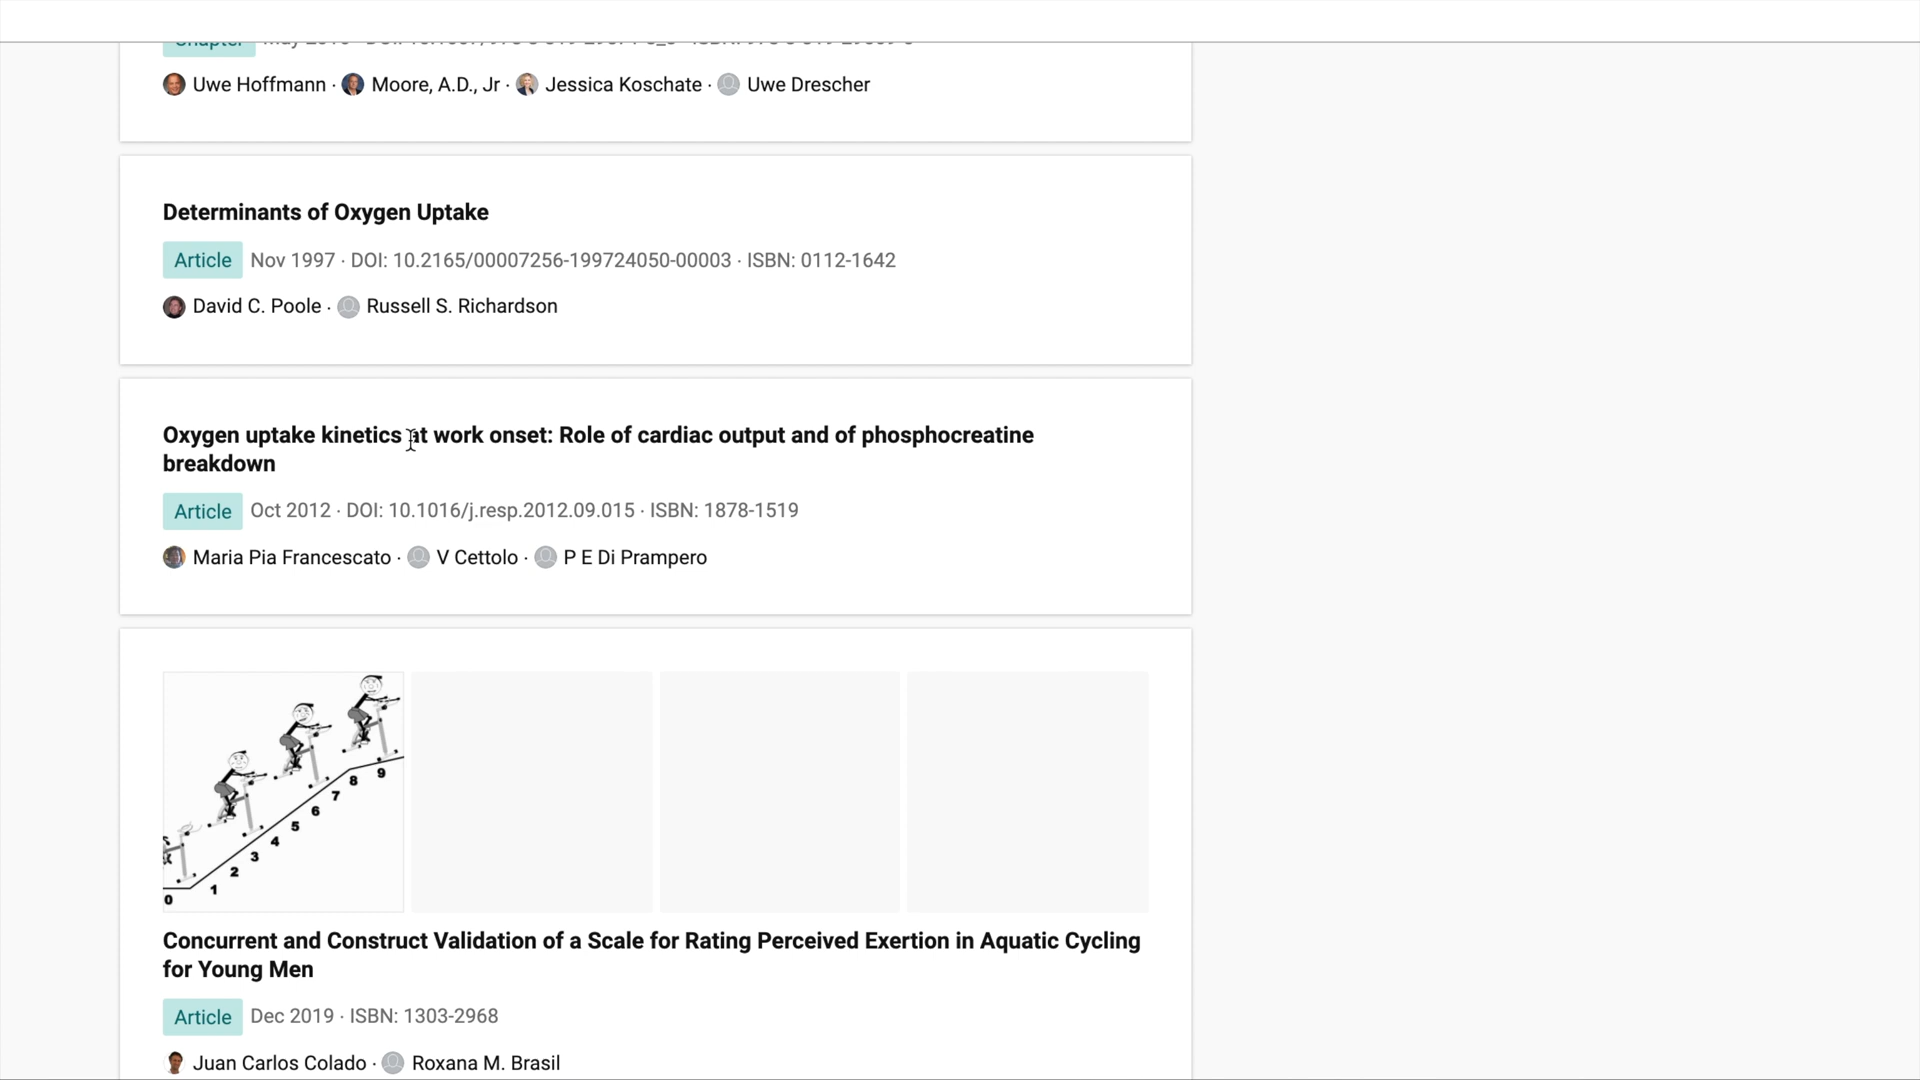 Uwe Hoffmann · Moore, A.D., Jr · Jessica Koschate · Uwe Drescher
Determinants of Oxygen Uptake
Article Nov 1997 · DOI: 10.2165/00007256-199724050-00003 · ISBN: 0112-1642
David C. Poole · Russell S. Richardson
Oxygen uptake kinetics at work onset: Role of cardiac output and of phosphocreatine
breakdown
Article Oct 2012 · DOI: 10.1016/j.resp.2012.09.015 · ISBN: 1878-1519
Maria Pia Francescato · V Cettolo · P E Di Prampero
9
8
7
6
5
4
3
2
1
0
Concurrent and Construct Validation of a Scale for Rating Perceived Exertion in Aquatic Cycling
for Young Men
Article Dec 2019 · ISBN: 1303-2968
Juan Carlos Colado · Roxana M. Brasil